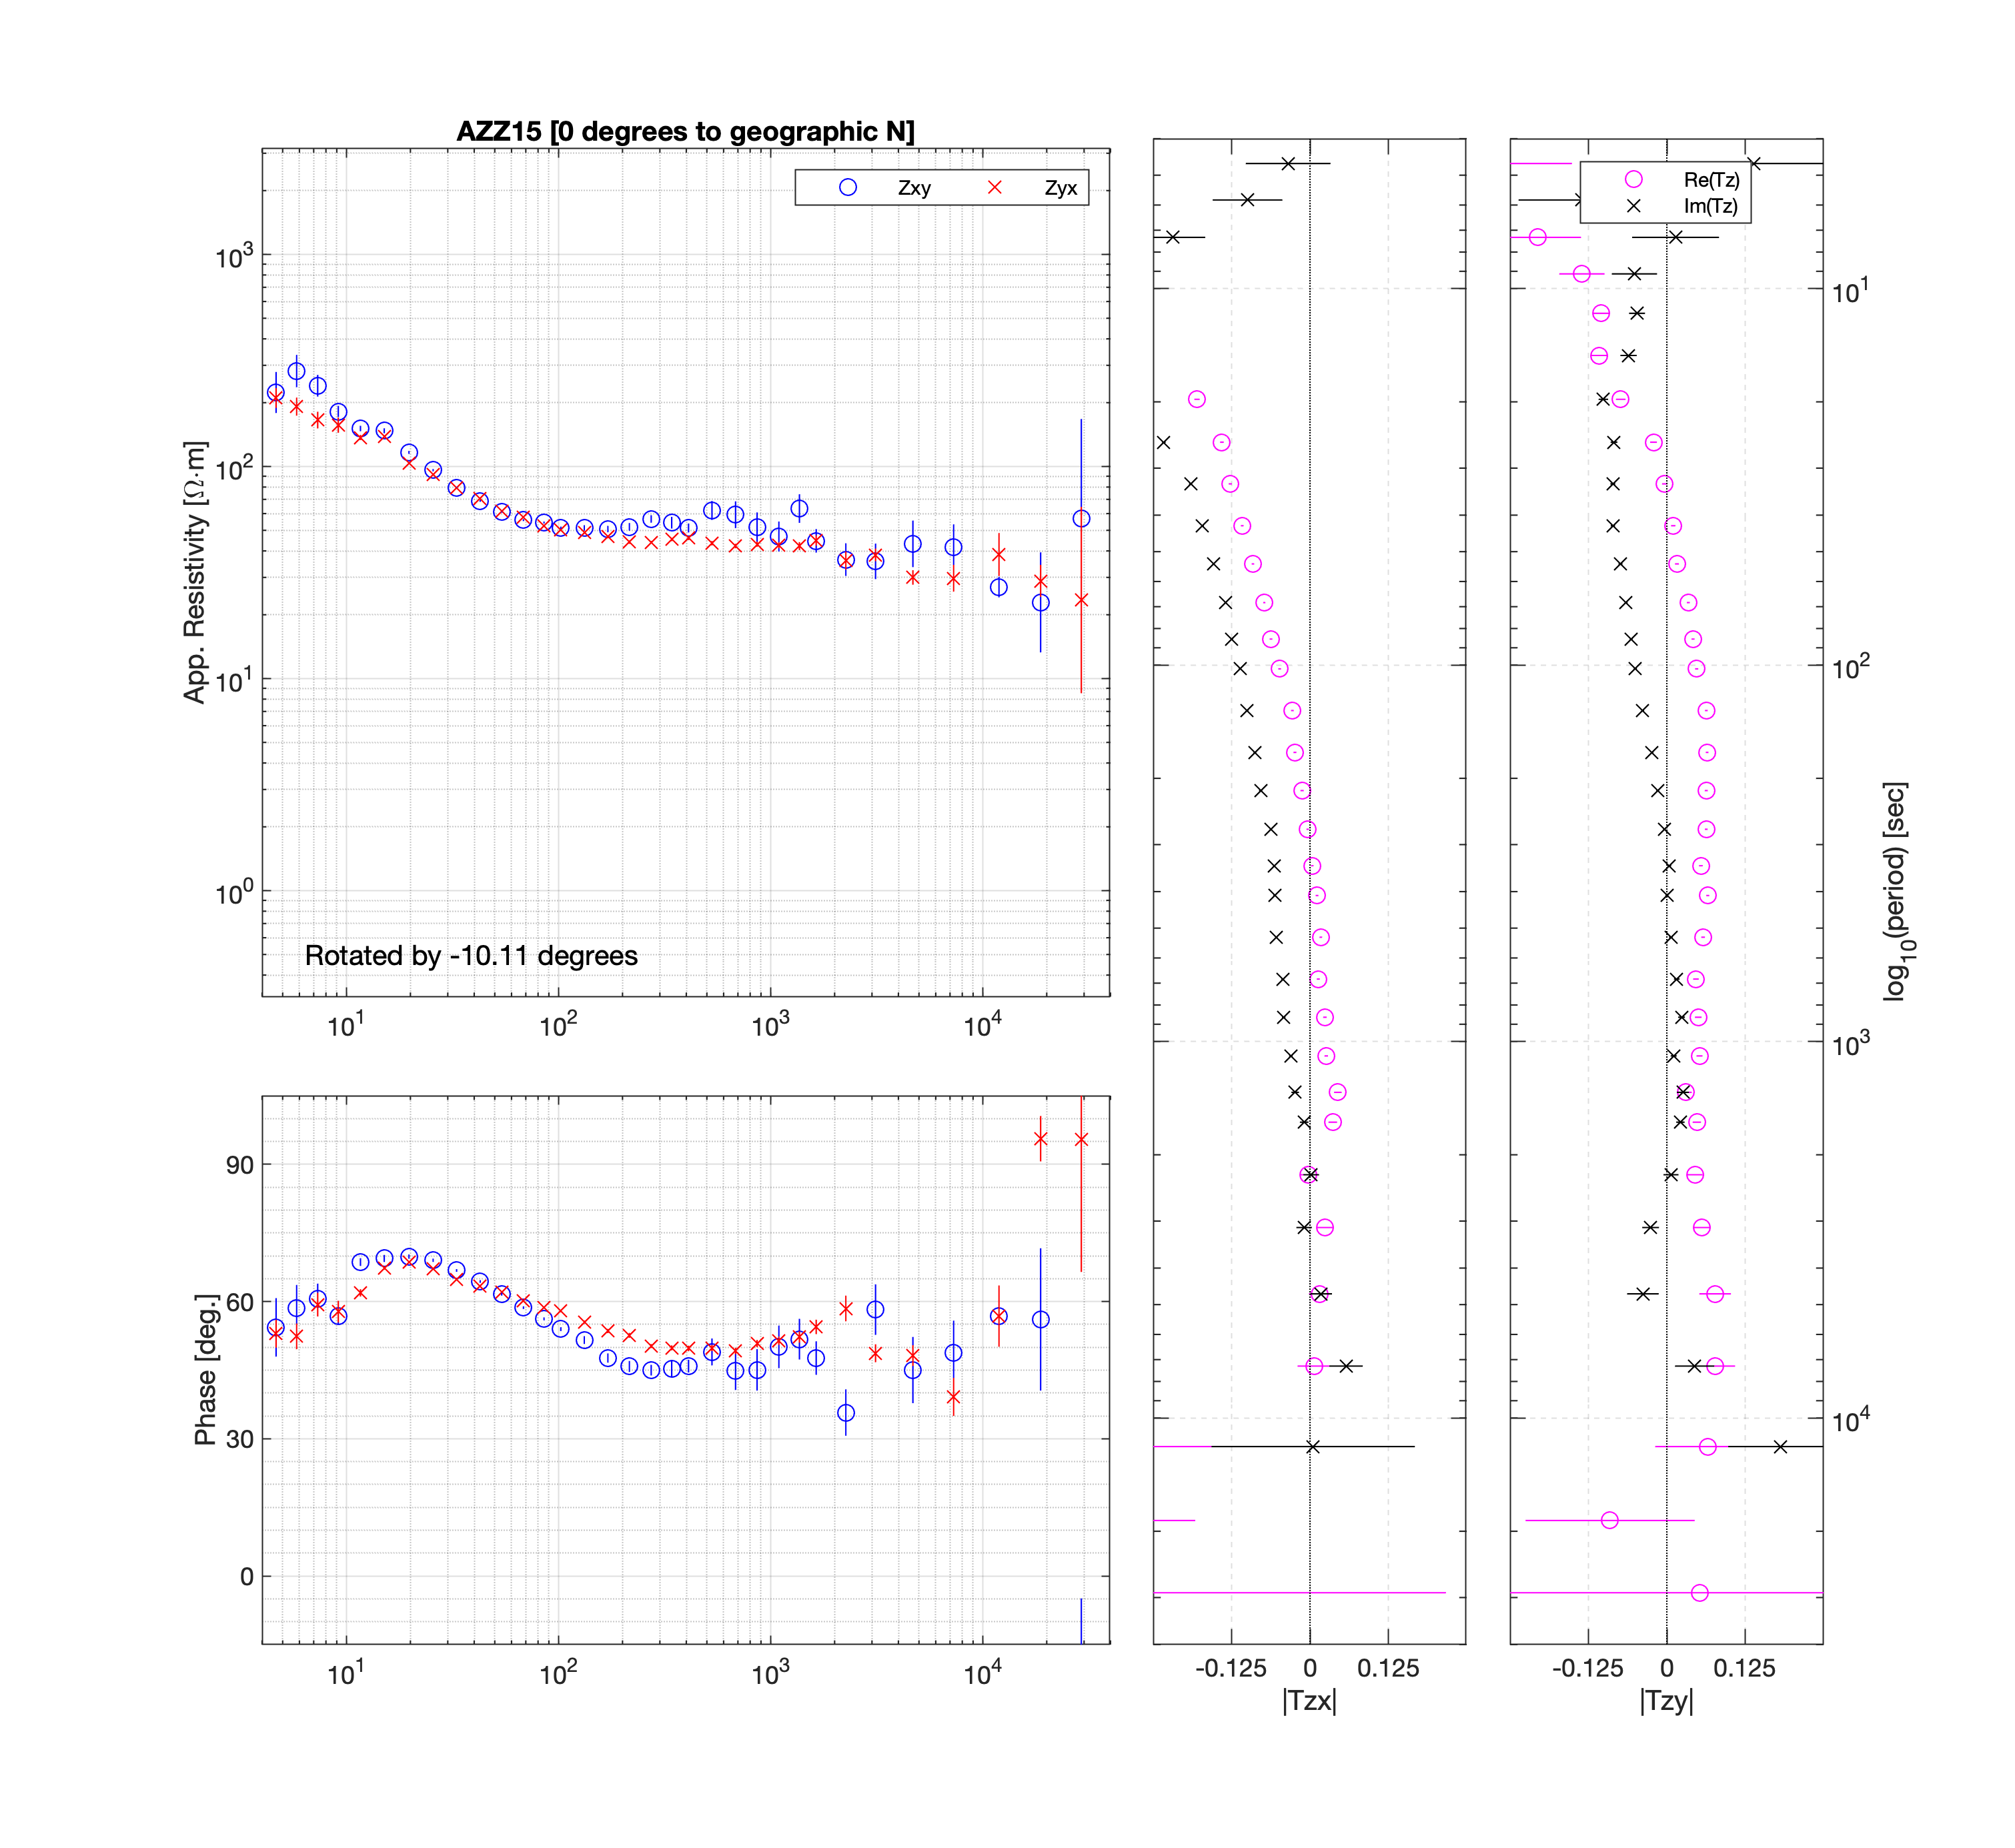 AZZ15 [0 degrees to geographic N]
Zxy Zyx
App. Resistivity [Ω·m]
10^3
10^2
10^1
10^0
Rotated by -10.11 degrees
10^1 10^2 10^3 10^4
Phase [deg.]
90
60
30
0
10^1 10^2 10^3 10^4
-0.125 0 0.125
|Tzx|
Re(Tz)
Im(Tz)
-0.125 0 0.125
|Tzy|
10^1
10^2
10^3
10^4
log10(period) [sec]